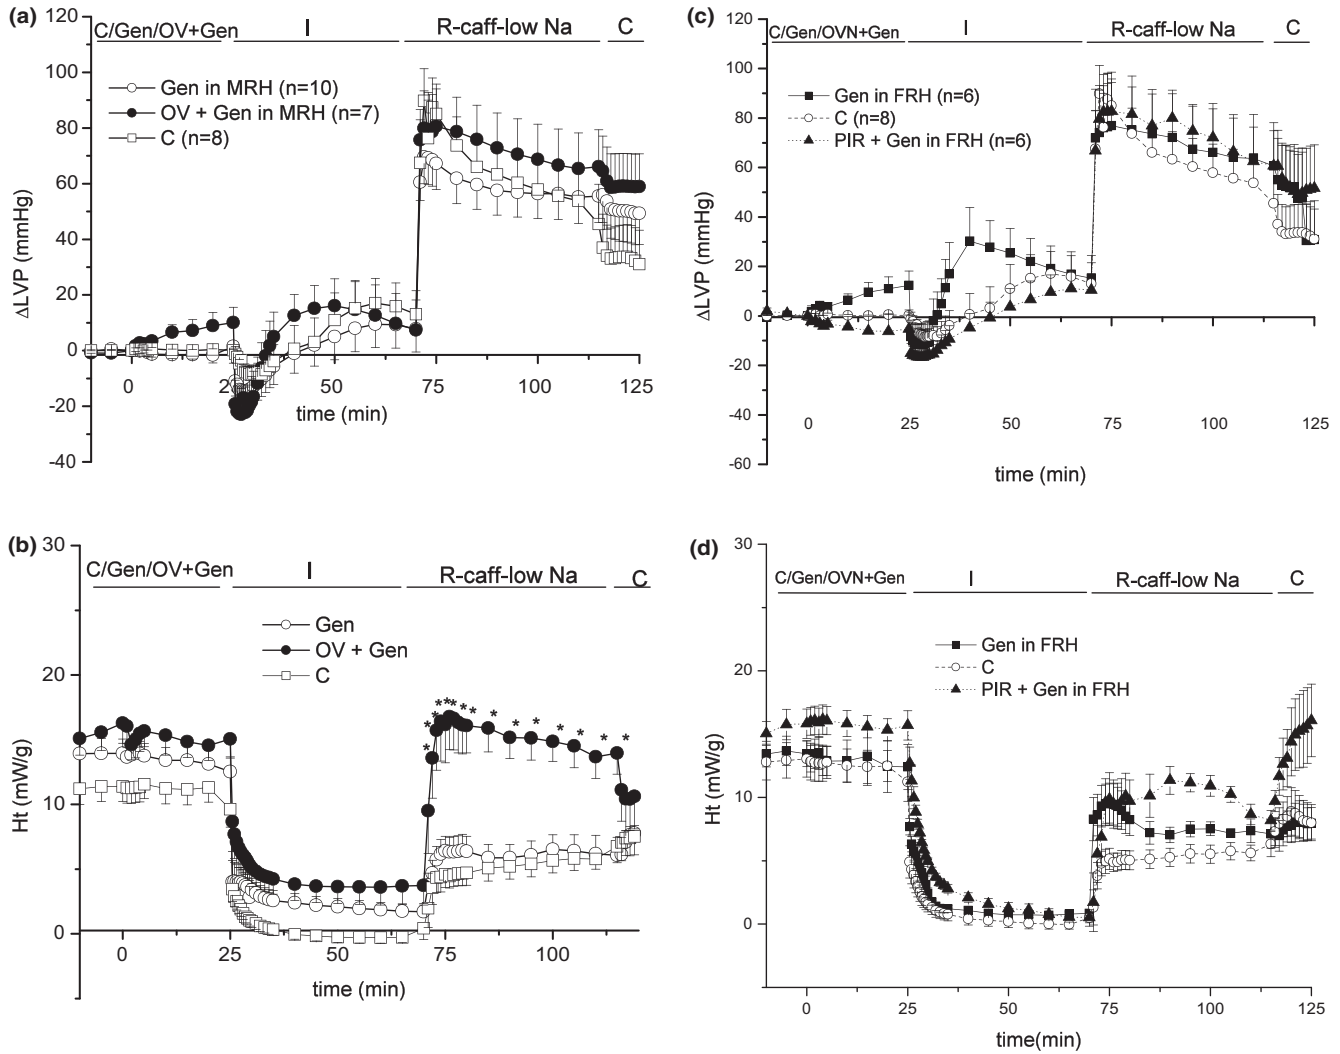 (a)
120
C/Gen/OV+Gen
I
R-caff-low Na
C
100
Gen in MRH (n=10)
OV + Gen in MRH (n=7)
C (n=8)
80
60
40
20
0
-20
-40
ΔLVP (mmHg)
0
50
75
100
125
time (min)
(c)
120
C/Gen/OVN+Gen
I
R-caff-low Na
C
100
Gen in FRH (n=6)
C (n=8)
PIR + Gen in FRH (n=6)
80
60
40
20
0
-20
-40
-60
ΔLVP (mmHg)
0
25
50
75
100
125
time (min)
(b)
30
C/Gen/OV+Gen
I
R-caff-low Na
C
Gen
OV + Gen
C
20
10
0
Ht (mW/g)
* * * * * * * * * * * * * *
0
25
50
75
100
time (min)
(d)
30
C/Gen/OVN+Gen
I
R-caff-low Na
C
Gen in FRH
C
PIR + Gen in FRH
20
10
0
Ht (mW/g)
0
25
50
75
100
125
time(min)